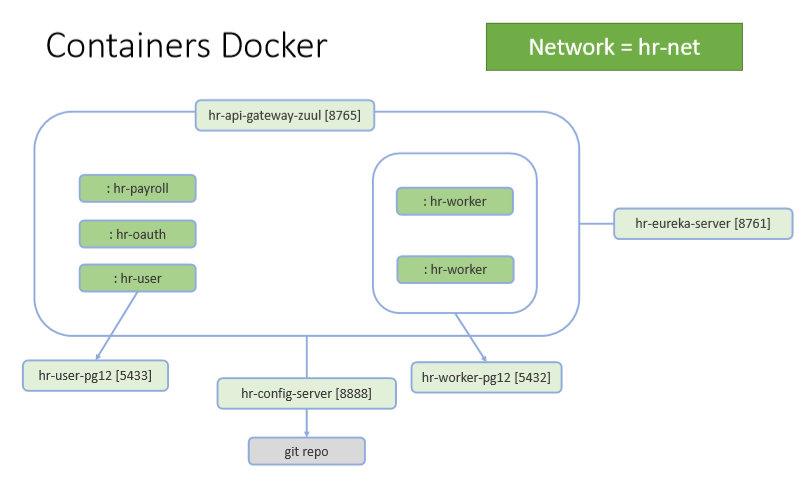 Containers Docker
Network = hr-net
hr-api-gateway-zuul [8765]
: hr-payroll
: hr-worker
hr-eureka-server [8761]
: hr-oauth
: hr-user
: hr-worker
hr-user-pg12 [5433]
hr-config-server [8888]
hr-worker-pg12 [5432]
git repo